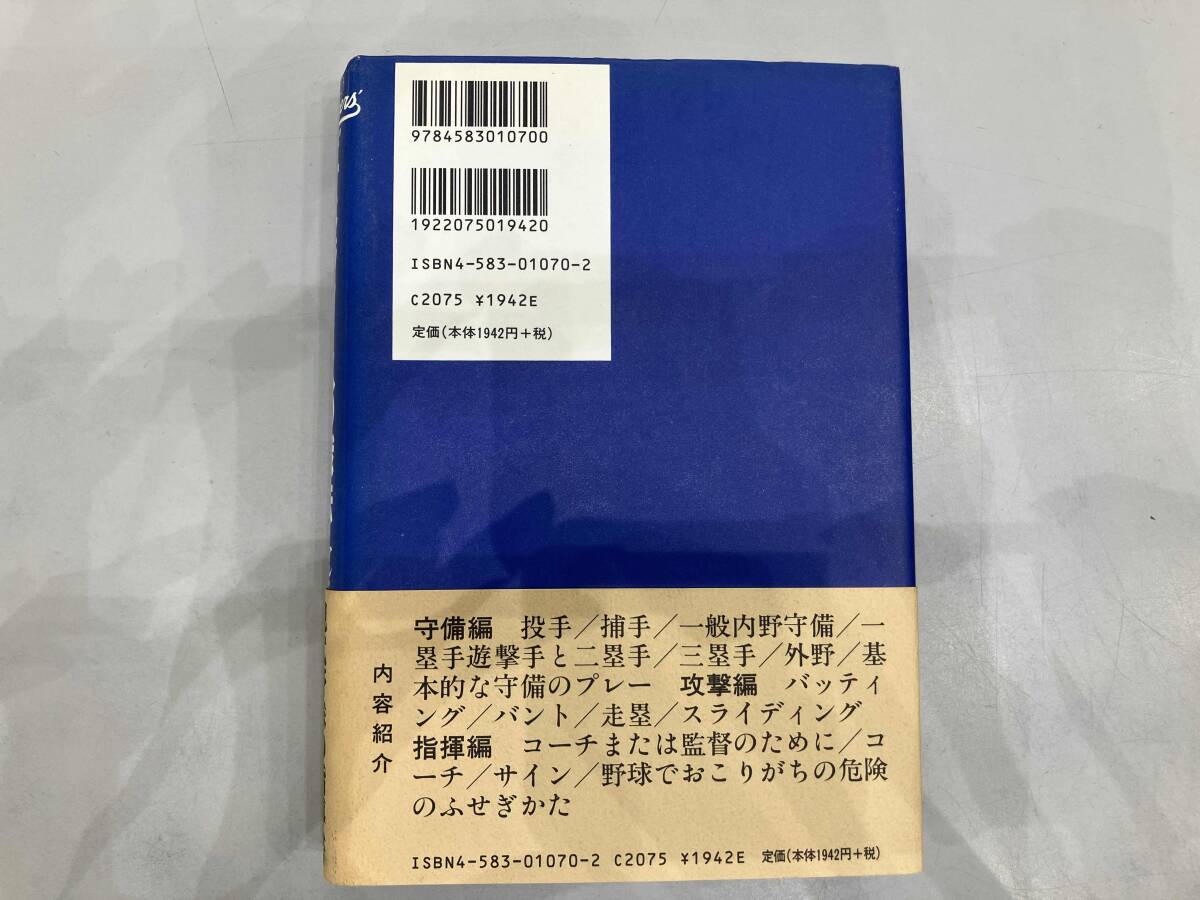 9784583010700
1922075019420
ISBN4-583-01070-2
C2075 ¥1942E
定価(本体1942円+税)
内容紹介
守備編 投手/捕手/一般内野守備/一
塁手遊撃手と二塁手/三塁手/外野/基
本的な守備のプレー 攻撃編 バッティ
ング/バント/走塁/スライディング
指揮編 コーチまたは監督のために/コ
ーチ/サイン/野球でおこりがちの危険
のふせぎかた
ISBN4-583-01070-2 C2075 ¥1942E 定価(本体1942円+税)